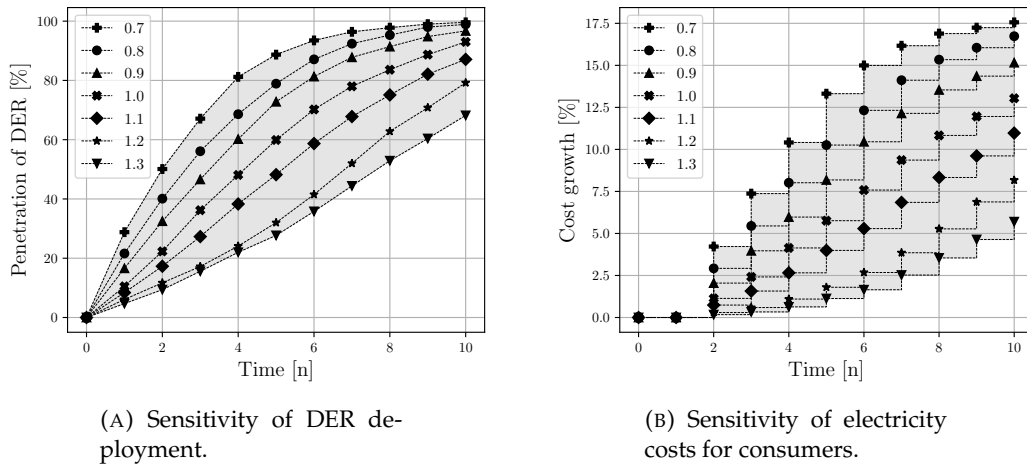 100
80
60
40
20
0
Penetration of DER [%]
0.7
0.8
0.9
1.0
1.1
1.2
1.3
0 2 4 6 8 10
Time [n]
(A) Sensitivity of DER de-
ployment.
17.5
15.0
12.5
10.0
7.5
5.0
2.5
0.0
Cost growth [%]
0.7
0.8
0.9
1.0
1.1
1.2
1.3
0 2 4 6 8 10
Time [n]
(B) Sensitivity of electricity
costs for consumers.